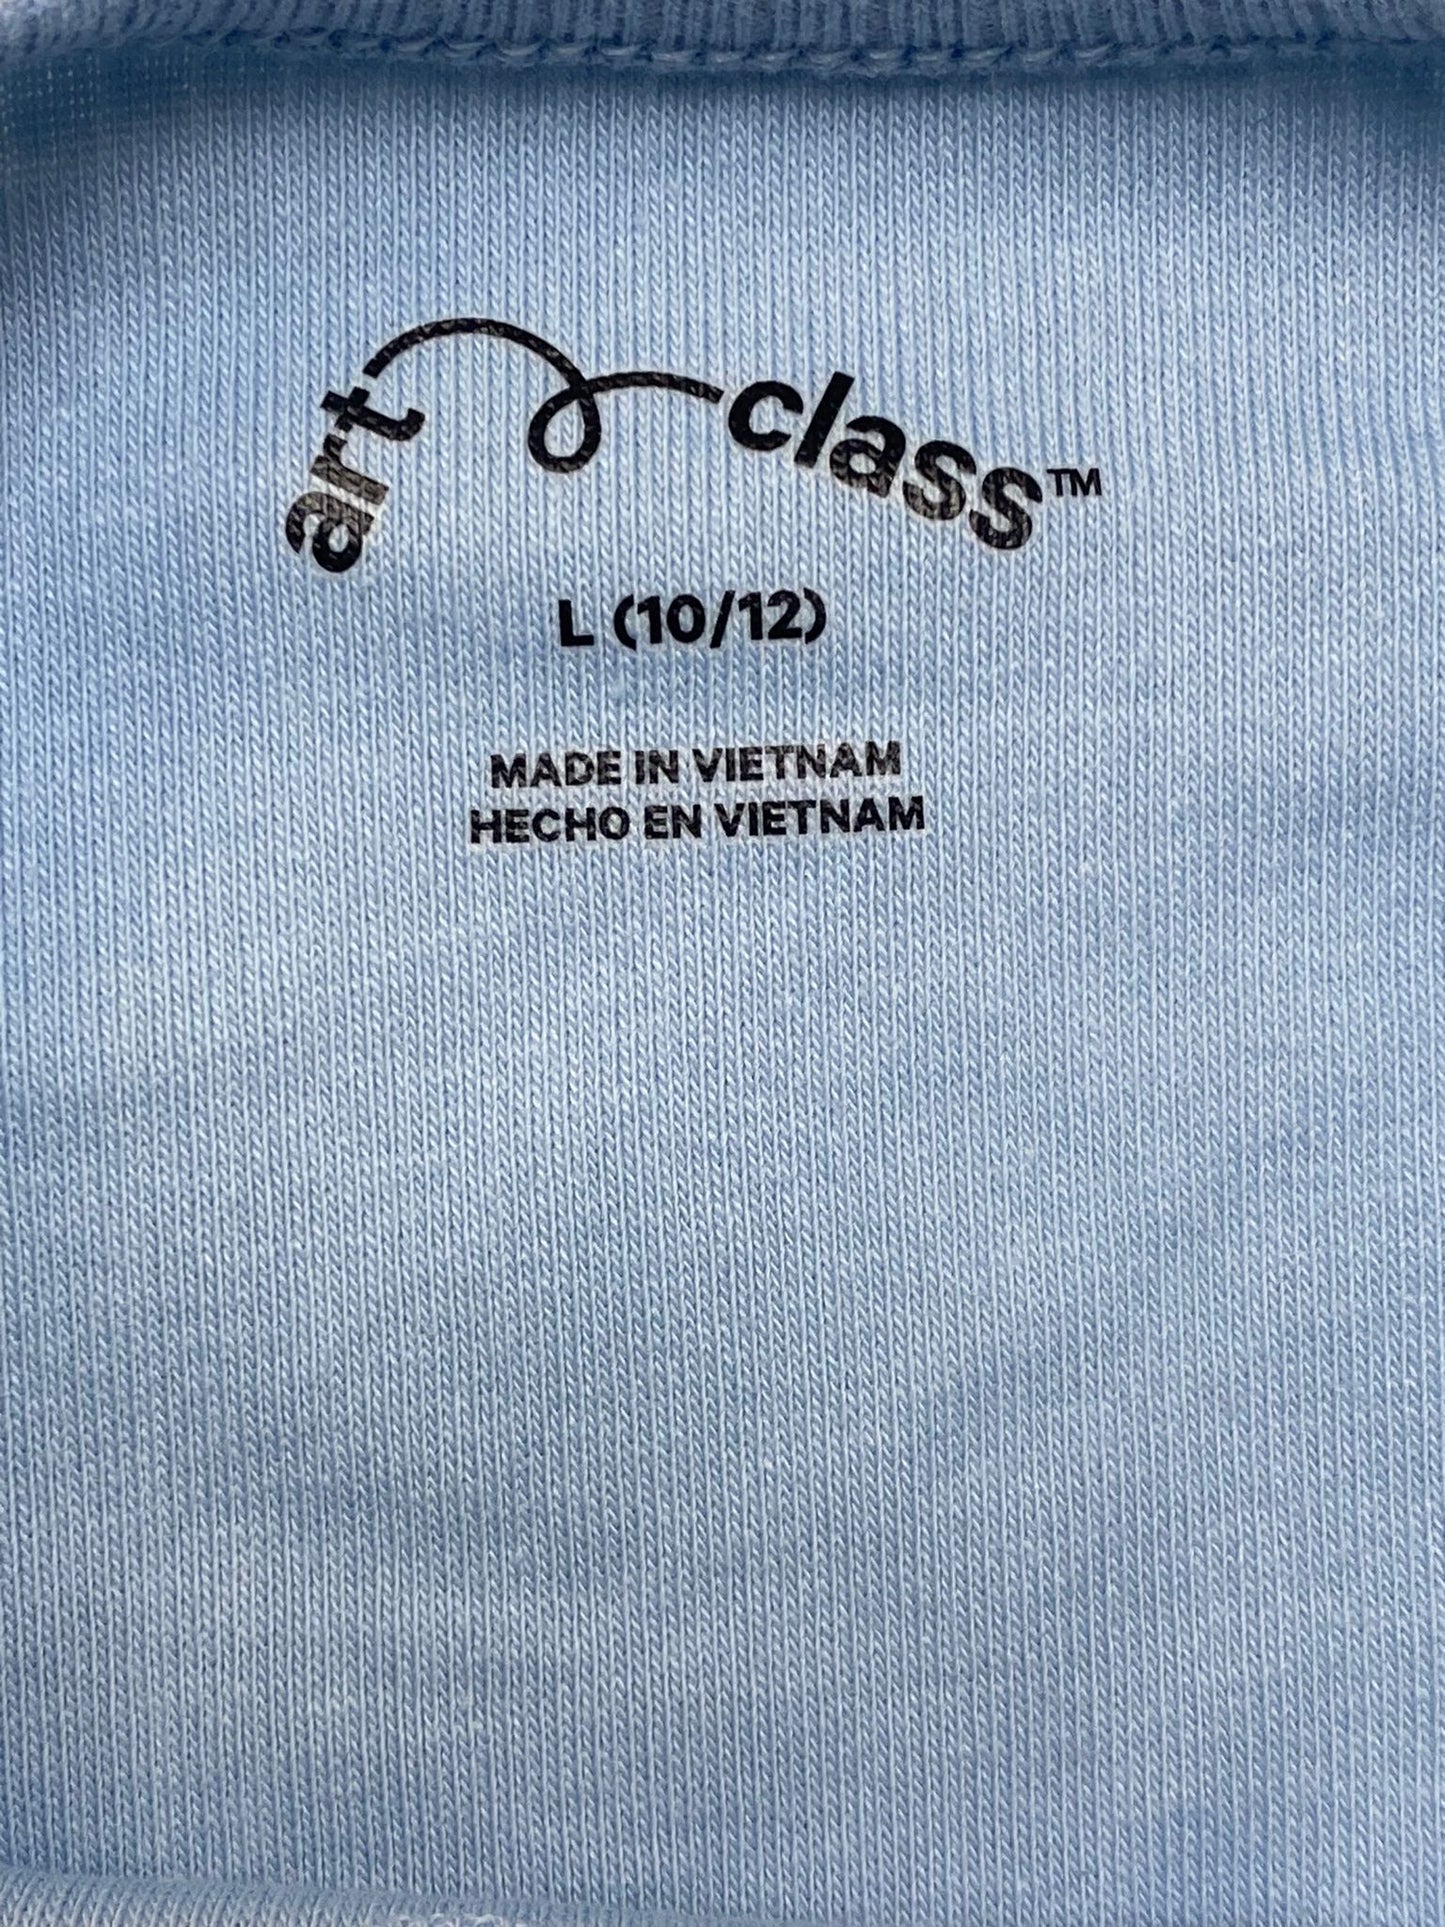 art class™
L (10/12)
MADE IN VIETNAM
HECHO EN VIETNAM